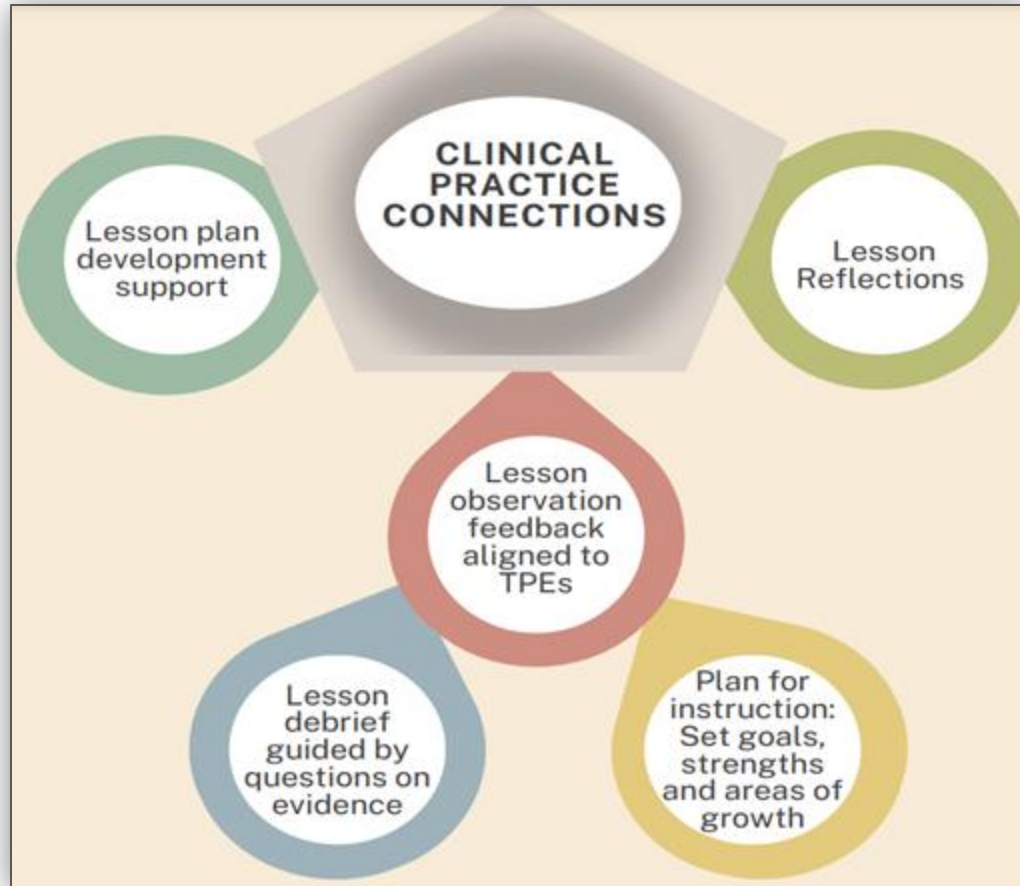 CLINICAL
PRACTICE
CONNECTIONS
Lesson plan
development
support
Lesson
Reflections
Lesson
observation
feedback
aligned to
TPEs
Lesson
debrief
guided by
questions on
evidence
Plan for
instruction:
Set goals,
strengths
and areas of
growth